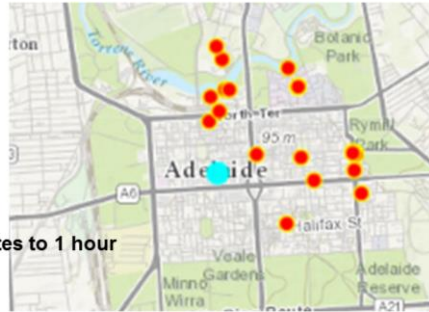 rton
Torrens River
Botanic
Park
North-Ter
Rymill
Park
95 m
Adelaide
A6
tes to 1 hour
Halifax St
Veale
Gardens
Minno
Wirra
Adelaide
Reserve
A21